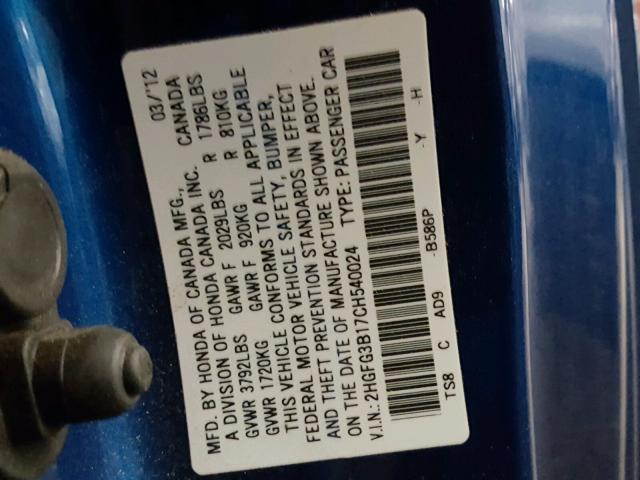 MFD. BY HONDA OF CANADA MFG., 03/'12
A DIVISION OF HONDA CANADA INC. CANADA
GVWR 3792LBS GAWR F 2029LBS R 1786LBS
GVWR 1720KG GAWR F 920KG R 810KG
THIS VEHICLE CONFORMS TO ALL APPLICABLE
FEDERAL MOTOR VEHICLE SAFETY, BUMPER,
AND THEFT PREVENTION STANDARDS IN EFFECT
ON THE DATE OF MANUFACTURE SHOWN ABOVE.
V.I.N.: 2HGFG3B17CH540024 TYPE: PASSENGER CAR
TS8 C AD9 -B586P -Y -H